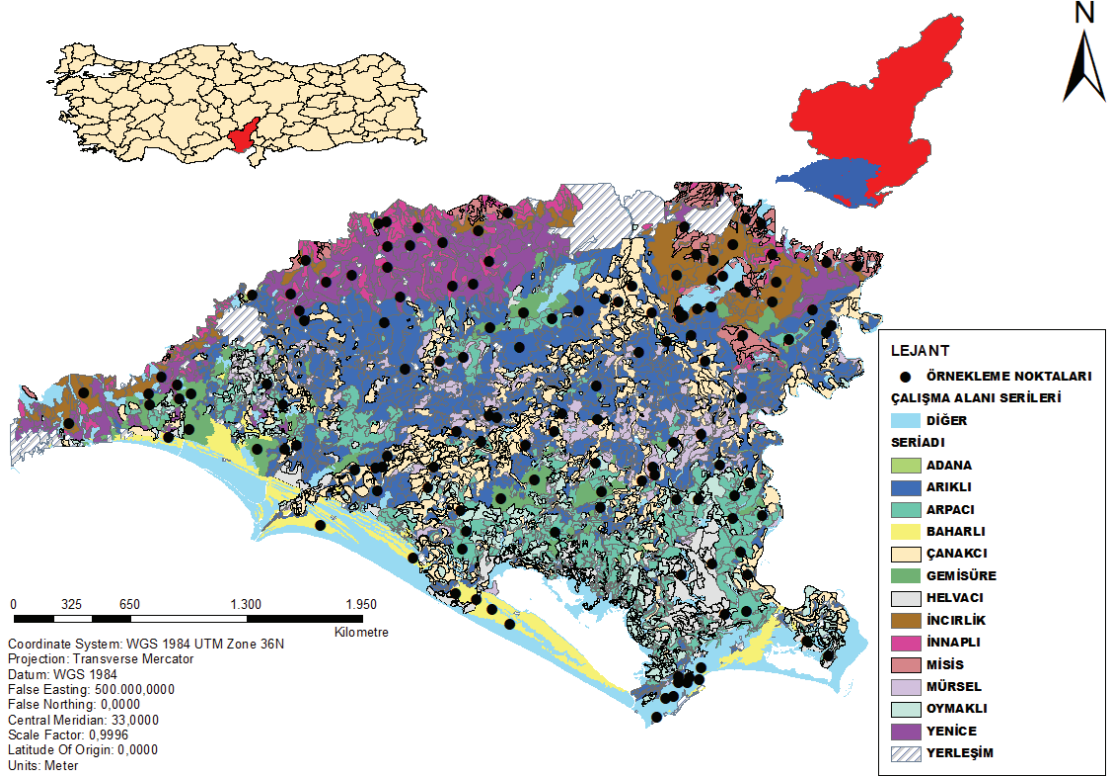 N
LEJANT
ÖRNEKLEME NOKTALARI
ÇALIŞMA ALANI SERİLERİ
DİĞER
SERİADI
ADANA
ARIKLI
ARPACI
BAHARLI
ÇANAKCI
GEMİSÜRE
HELVACI
İNCİRLİK
İNNAPLI
MİSİS
MÜRSEL
OYMAKLI
YENİCE
YERLEŞİM
0 325 650 1.300 1.950
Kilometre
Coordinate System: WGS 1984 UTM Zone 36N
Projection: Transverse Mercator
Datum: WGS 1984
False Easting: 500.000,0000
False Northing: 0,0000
Central Meridian: 33,0000
Scale Factor: 0,9996
Latitude Of Origin: 0,0000
Units: Meter